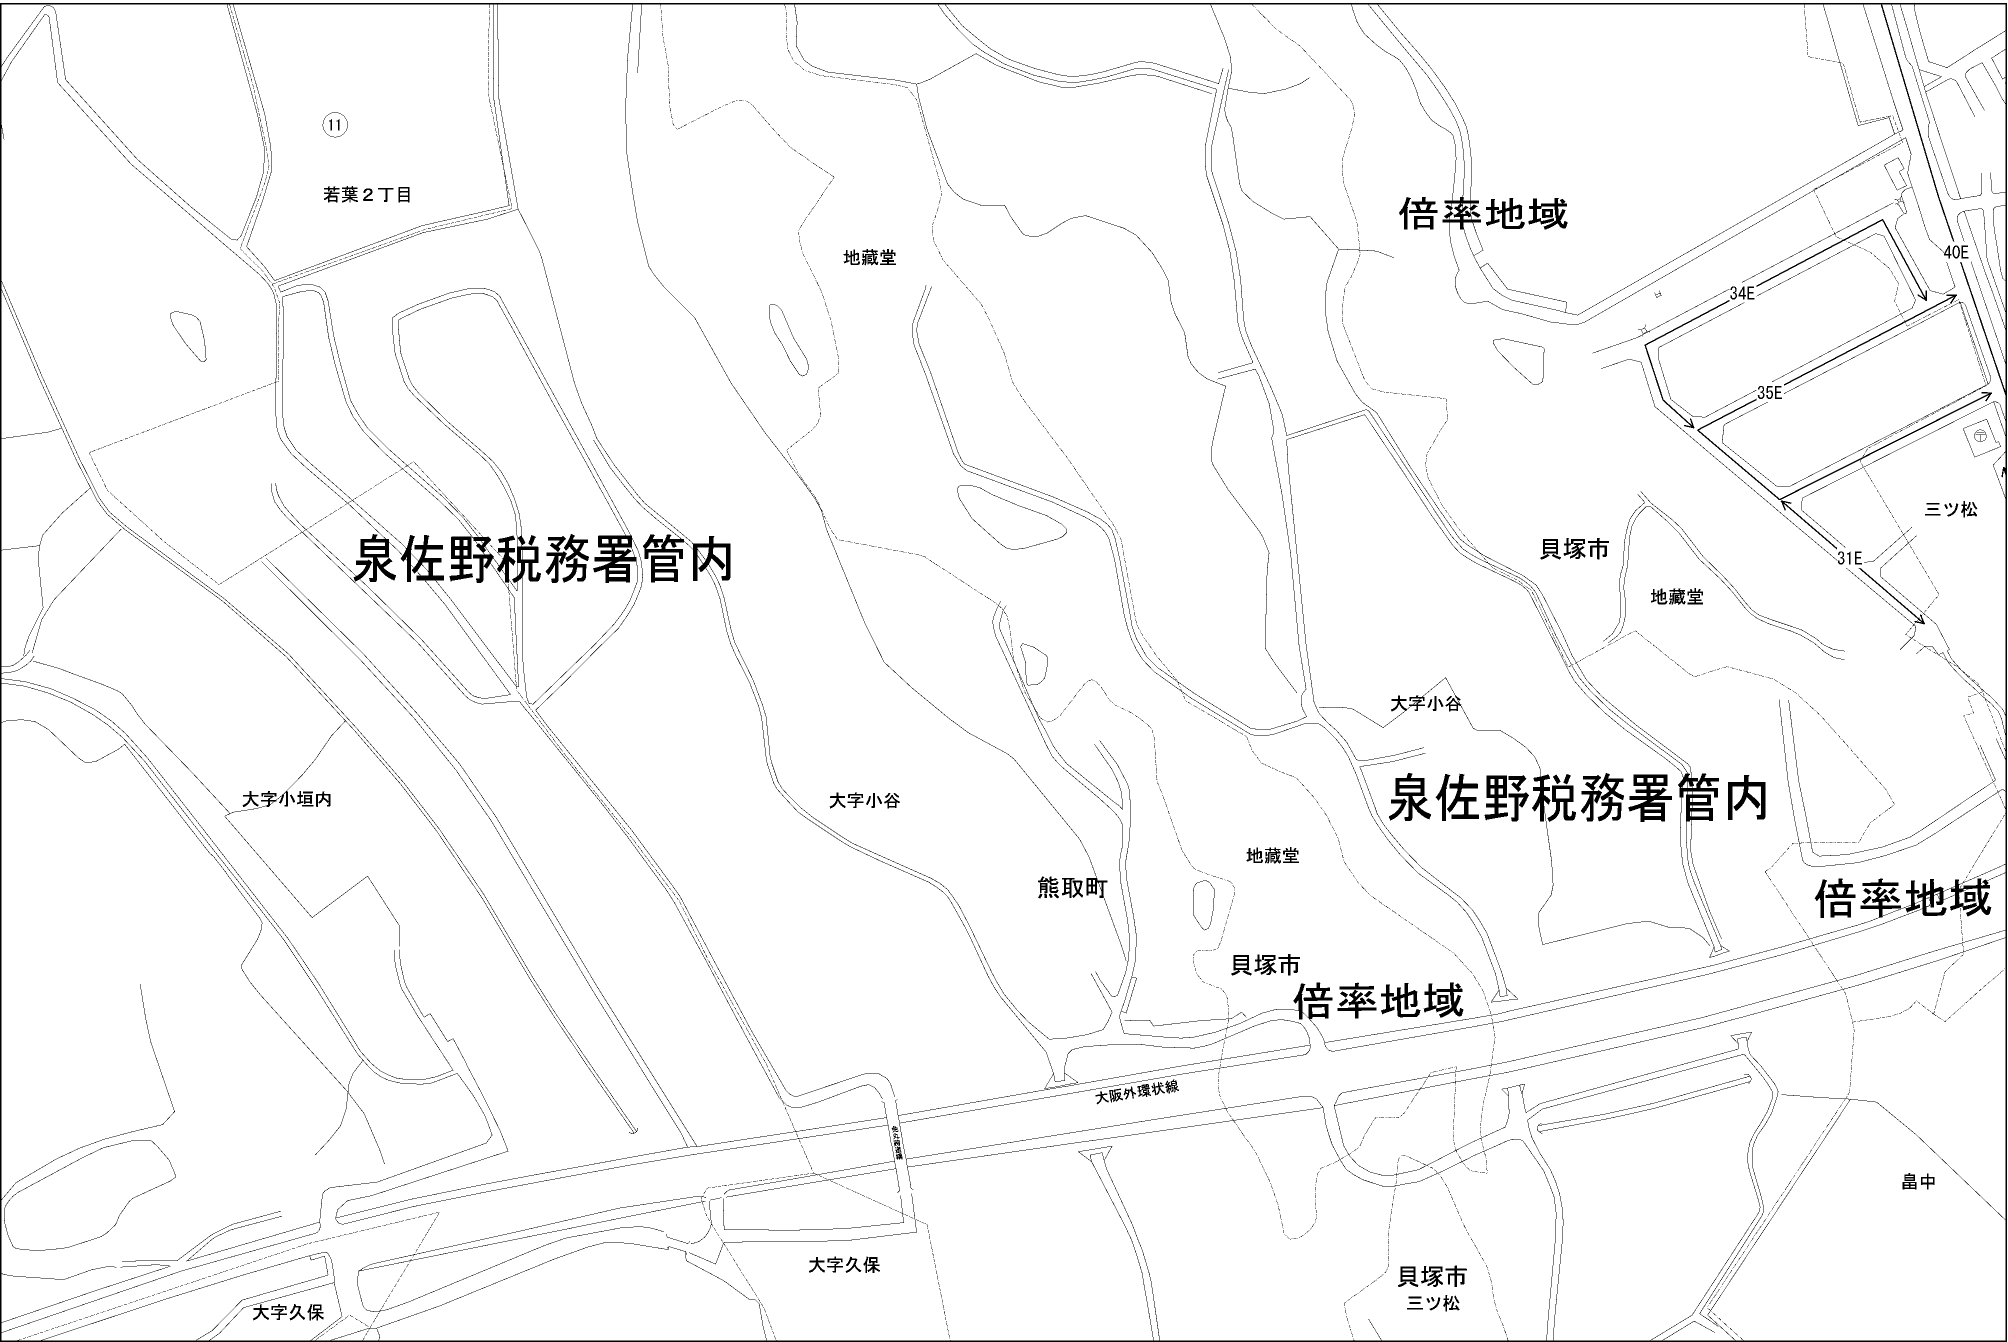 11
若葉２丁目
倍率地域
40E
地蔵堂
34E
35E
三ツ松
泉佐野税務署管内
貝塚市
31E
地蔵堂
大字小谷
大字小垣内
大字小谷
泉佐野税務署管内
地蔵堂
熊取町
倍率地域
貝塚市
倍率地域
大阪外環状線
畠中
大字久保
貝塚市
三ツ松
大字久保